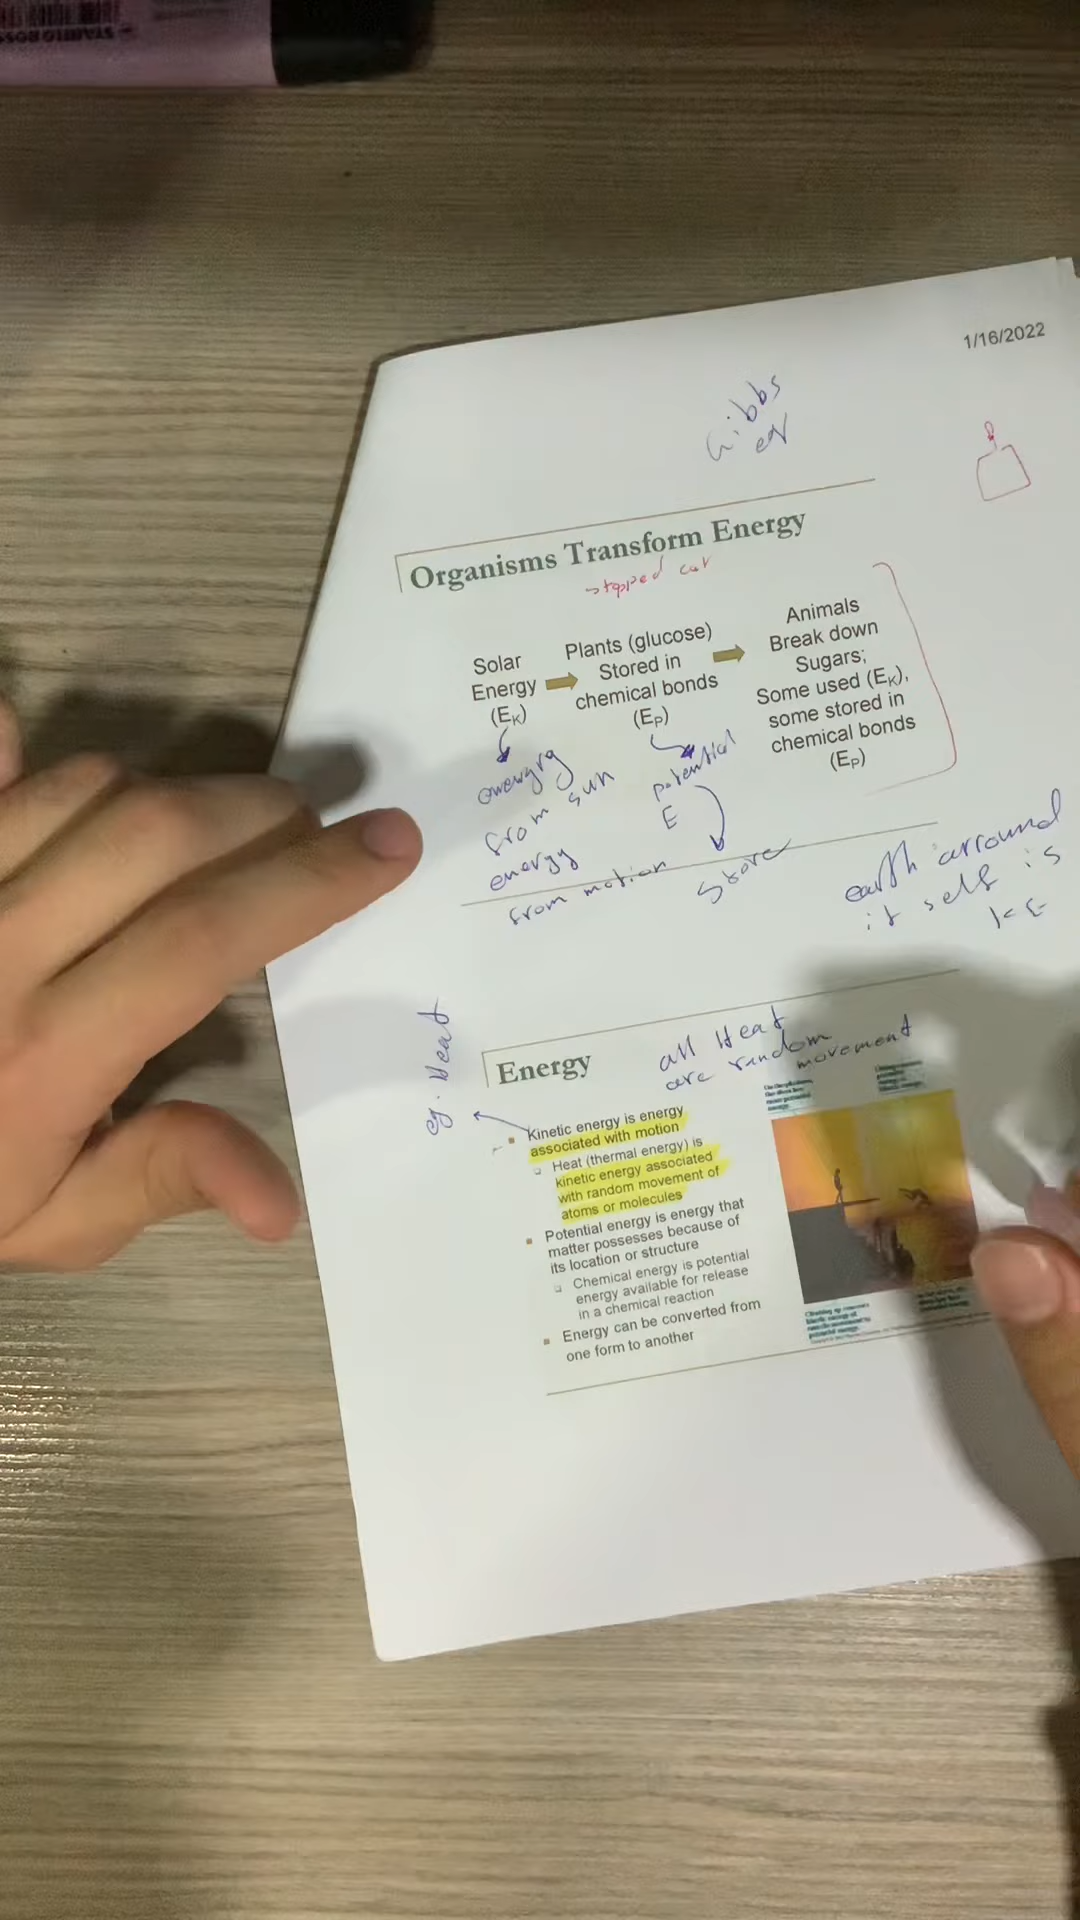 STABILO BOSS
1/16/2022
Gibbs
eq
Organisms Transform Energy
stopped car
Solar
Energy
(EK)
Plants (glucose)
Stored in
chemical bonds
(EP)
Animals
Break down
Sugars;
Some used (EK),
some stored in
chemical bonds
(EP)
from sun
energy
from motion
potential
E
store
earth arround
it self is
KE
eg. Heat
Energy
all Heat
are random
movement
▪ Kinetic energy is energy
associated with motion
▫ Heat (thermal energy) is
kinetic energy associated
with random movement of
atoms or molecules
▪ Potential energy is energy that
matter possesses because of
its location or structure
▫ Chemical energy is potential
energy available for release
in a chemical reaction
▪ Energy can be converted from
one form to another